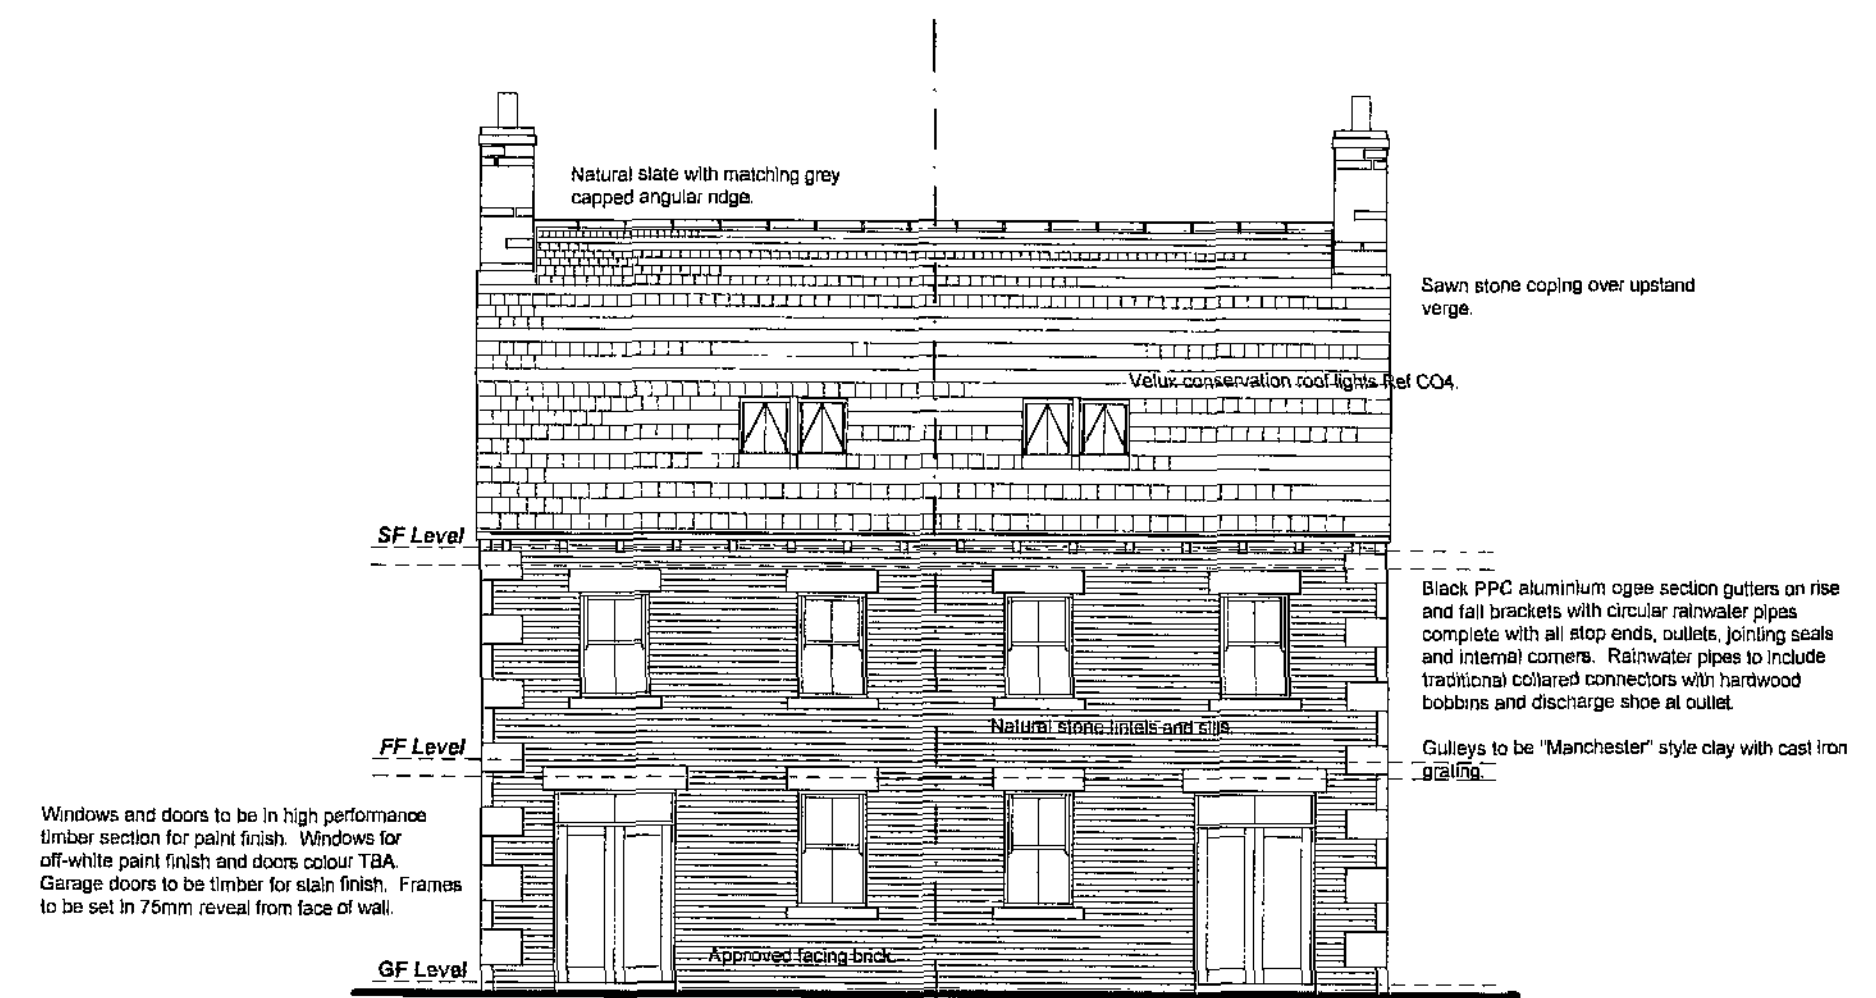 Natural slate with matching grey
capped angular ridge.
Sawn stone coping over upstand
verge.
Velux conservation roof lights Ref CO4.
SF Level
Black PPC aluminium ogee section gutters on rise
and fall brackets with circular rainwater pipes
complete with all stop ends, outlets, jointing seals
and internal corners. Rainwater pipes to include
traditional collared connectors with hardwood
bobbins and discharge shoe at outlet.
Natural stone lintels and sills.
FF Level
Gulleys to be "Manchester" style clay with cast iron
grating.
Windows and doors to be in high performance
timber section for paint finish. Windows for
off-white paint finish and doors colour TBA.
Garage doors to be timber for stain finish. Frames
to be set in 75mm reveal from face of wall.
Approved facing brick
GF Level